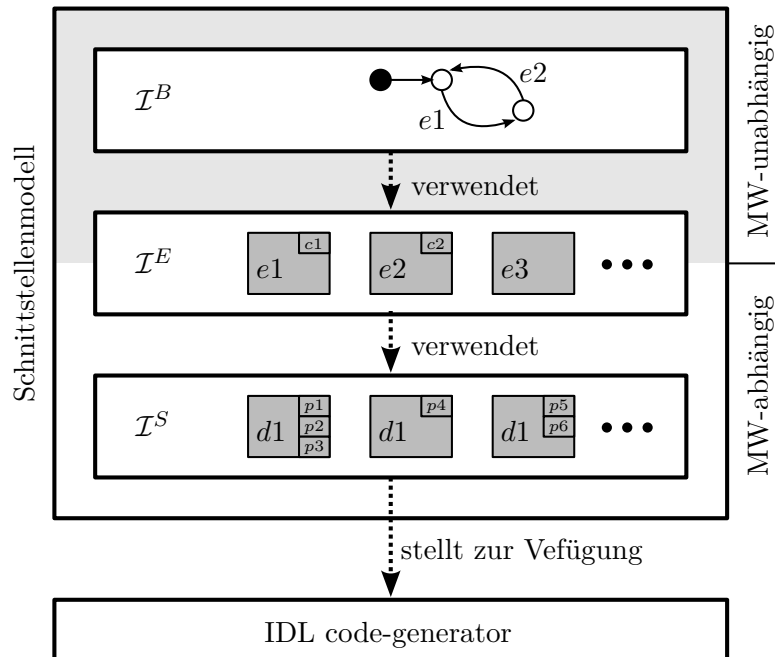 Schnittstellenmodell
MW-unabhängig
MW-abhängig
ℐ^B
e1
e2
verwendet
ℐ^E
e1 c1
e2 c2
e3
•••
verwendet
ℐ^S
d1 p1 p2 p3
d1 p4
d1 p5 p6
•••
stellt zur Vefügung
IDL code-generator